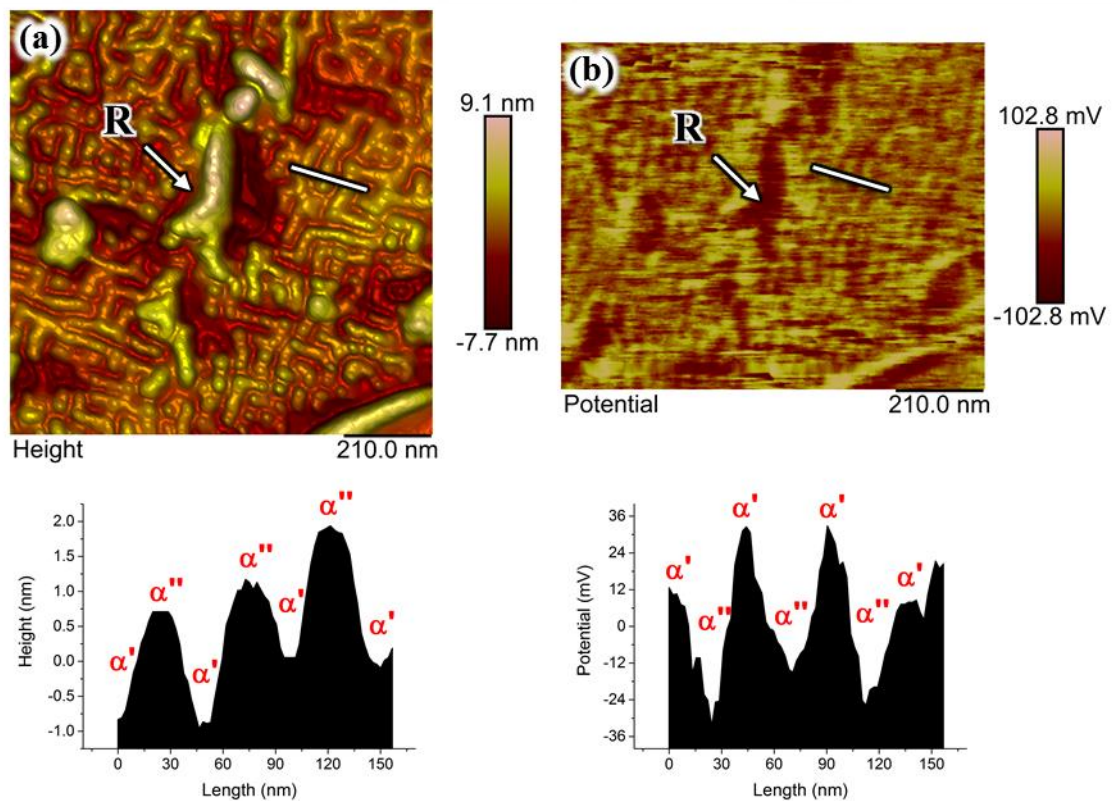 (a)
R
9.1 nm
-7.7 nm
Height
210.0 nm
(b)
R
102.8 mV
-102.8 mV
Potential
210.0 nm
Height (nm)
2.0
1.5
1.0
0.5
0.0
-0.5
-1.0
α' α'' α' α'' α' α'' α'
0 30 60 90 120 150
Length (nm)
Potential (mV)
36
24
12
0
-12
-24
-36
α' α'' α' α'' α' α'' α'
0 30 60 90 120 150
Length (nm)